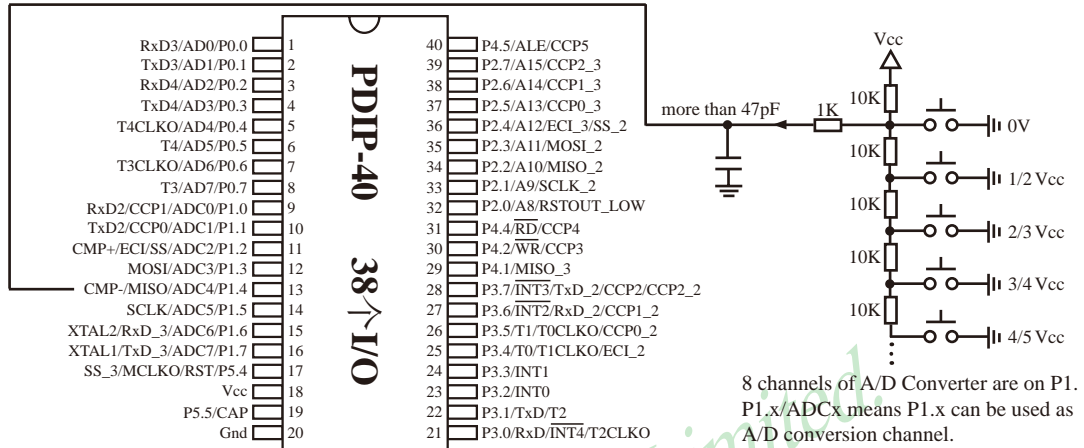 RxD3/AD0/P0.0 1
TxD3/AD1/P0.1 2
RxD4/AD2/P0.2 3
TxD4/AD3/P0.3 4
T4CLKO/AD4/P0.4 5
T4/AD5/P0.5 6
T3CLKO/AD6/P0.6 7
T3/AD7/P0.7 8
RxD2/CCP1/ADC0/P1.0 9
TxD2/CCP0/ADC1/P1.1 10
CMP+/ECI/SS/ADC2/P1.2 11
MOSI/ADC3/P1.3 12
CMP-/MISO/ADC4/P1.4 13
SCLK/ADC5/P1.5 14
XTAL2/RxD_3/ADC6/P1.6 15
XTAL1/TxD_3/ADC7/P1.7 16
SS_3/MCLKO/RST/P5.4 17
Vcc 18
P5.5/CAP 19
Gnd 20
PDIP-40 38个I/O
40 P4.5/ALE/CCP5
39 P2.7/A15/CCP2_3
38 P2.6/A14/CCP1_3
37 P2.5/A13/CCP0_3
36 P2.4/A12/ECI_3/SS_2
35 P2.3/A11/MOSI_2
34 P2.2/A10/MISO_2
33 P2.1/A9/SCLK_2
32 P2.0/A8/RSTOUT_LOW
31 P4.4/RD/CCP4
30 P4.2/WR/CCP3
29 P4.1/MISO_3
28 P3.7/INT3/TxD_2/CCP2/CCP2_2
27 P3.6/INT2/RxD_2/CCP1_2
26 P3.5/T1/T0CLKO/CCP0_2
25 P3.4/T0/T1CLKO/ECI_2
24 P3.3/INT1
23 P3.2/INT0
22 P3.1/TxD/T2
21 P3.0/RxD/INT4/T2CLKO
Vcc
10K
more than 47pF 1K
0V
10K
1/2 Vcc
10K
2/3 Vcc
10K
3/4 Vcc
10K
4/5 Vcc
8 channels of A/D Converter are on P1.
P1.x/ADCx means P1.x can be used as
A/D conversion channel.
Limited.